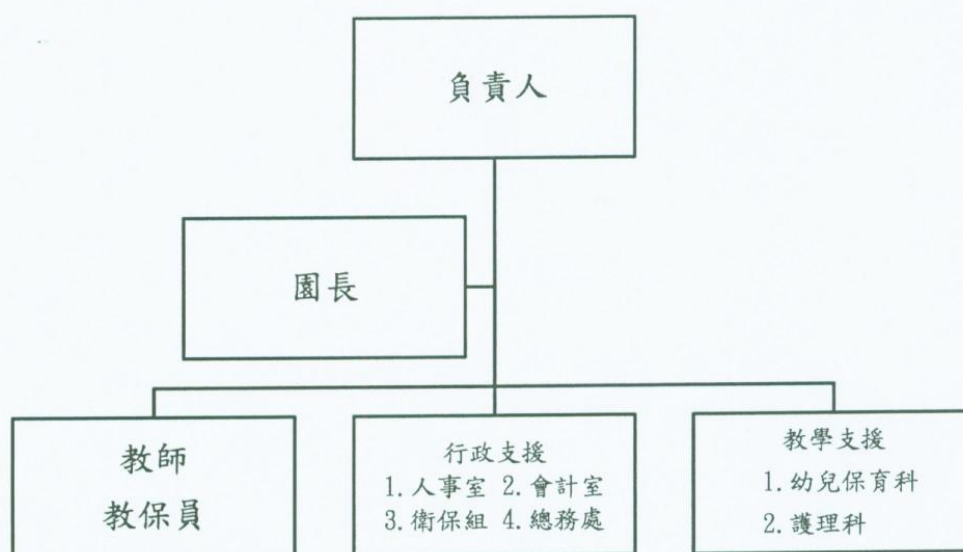 負責人
園長
教師
教保員
行政支援
1.人事室 2.會計室
3.衛保組 4.總務處
教學支援
1.幼兒保育科
2.護理科